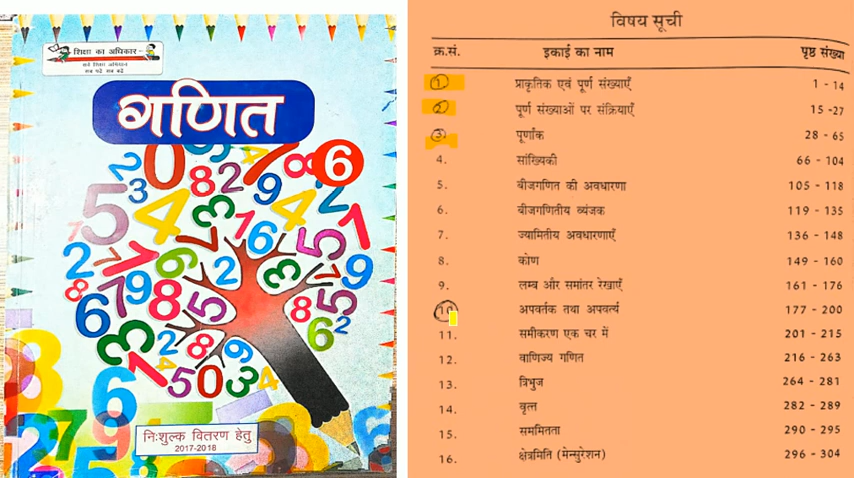 शिक्षा का अधिकार
सर्व शिक्षा अभियान
सब पढ़ें सब बढ़ें
गणित
6
निःशुल्क वितरण हेतु
2017-2018
विषय सूची
क्र.सं. इकाई का नाम पृष्ठ संख्या
1 प्राकृतिक एवं पूर्ण संख्याएँ 1 - 14
2 पूर्ण संख्याओं पर संक्रियाएँ 15 -27
3 पूर्णांक 28 - 65
4. सांख्यिकी 66 - 104
5. बीजगणित की अवधारणा 105 - 118
6. बीजगणितीय व्यंजक 119 - 135
7. ज्यामितीय अवधारणाएँ 136 - 148
8. कोण 149 - 160
9. लम्ब और समांतर रेखाएँ 161 - 176
10 अपवर्तक तथा अपवर्त्य 177 - 200
11. समीकरण एक चर में 201 - 215
12. वाणिज्य गणित 216 - 263
13. त्रिभुज 264 - 281
14. वृत्त 282 - 289
15. सममितता 290 - 295
16. क्षेत्रमिति (मेन्सुरेशन) 296 - 304